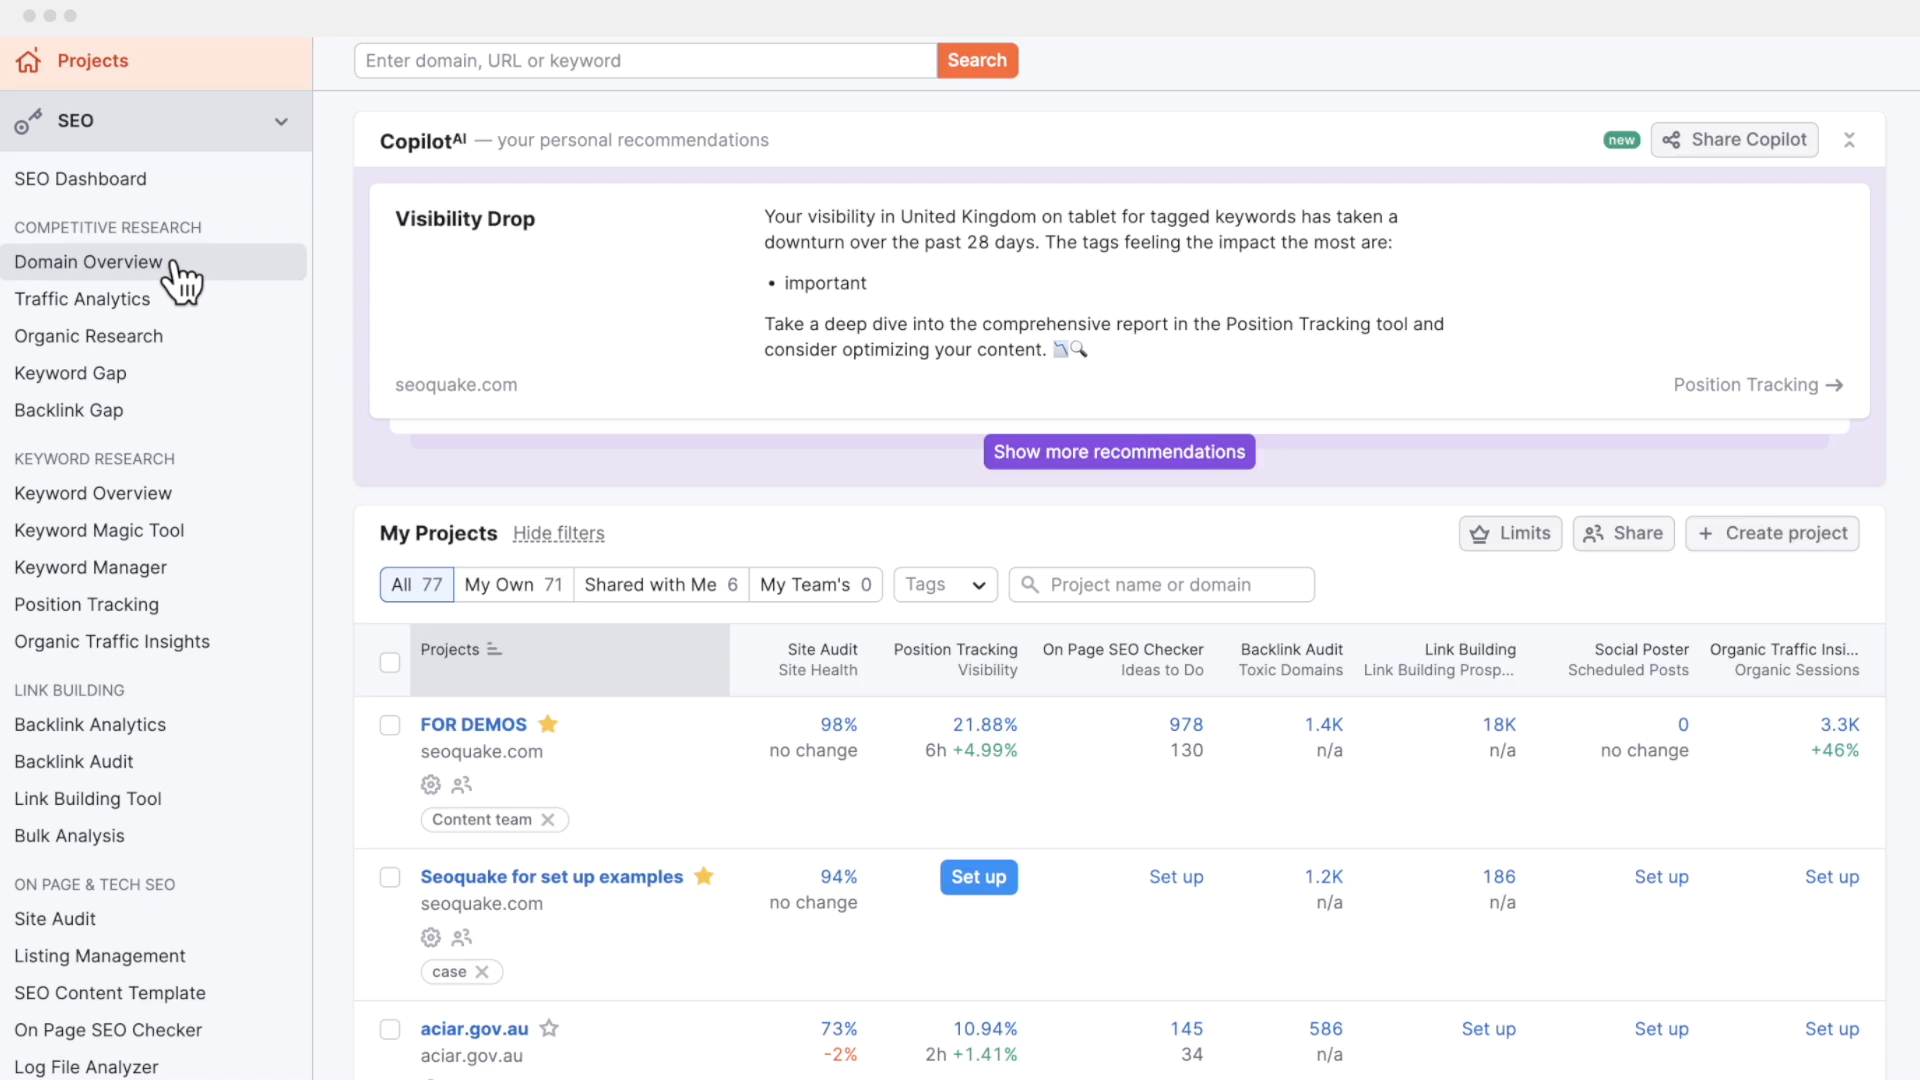 Projects
Enter domain, URL or keyword
Search
SEO
SEO Dashboard
COMPETITIVE RESEARCH
Domain Overview
Traffic Analytics
Organic Research
Keyword Gap
Backlink Gap
KEYWORD RESEARCH
Keyword Overview
Keyword Magic Tool
Keyword Manager
Position Tracking
Organic Traffic Insights
LINK BUILDING
Backlink Analytics
Backlink Audit
Link Building Tool
Bulk Analysis
ON PAGE & TECH SEO
Site Audit
Listing Management
SEO Content Template
On Page SEO Checker
Log File Analyzer
Copilot AI — your personal recommendations
new
Share Copilot
Visibility Drop
Your visibility in United Kingdom on tablet for tagged keywords has taken a
downturn over the past 28 days. The tags feeling the impact the most are:
• important
Take a deep dive into the comprehensive report in the Position Tracking tool and
consider optimizing your content. 📉🔍
seoquake.com
Position Tracking →
Show more recommendations
My Projects Hide filters
Limits
Share
+ Create project
All 77
My Own 71
Shared with Me 6
My Team's 0
Tags
Project name or domain
Projects
Site Audit
Site Health
Position Tracking
Visibility
On Page SEO Checker
Ideas to Do
Backlink Audit
Toxic Domains
Link Building
Link Building Prosp...
Social Poster
Scheduled Posts
Organic Traffic Insi...
Organic Sessions
FOR DEMOS 98% 21.88% 978 1.4K 18K 0 3.3K
seoquake.com no change 6h +4.99% 130 n/a n/a no change +46%
Content team
Seoquake for set up examples 94% Set up Set up 1.2K 186 Set up Set up
seoquake.com no change n/a n/a
case
aciar.gov.au 73% 10.94% 145 586 Set up Set up Set up
aciar.gov.au -2% 2h +1.41% 34 n/a